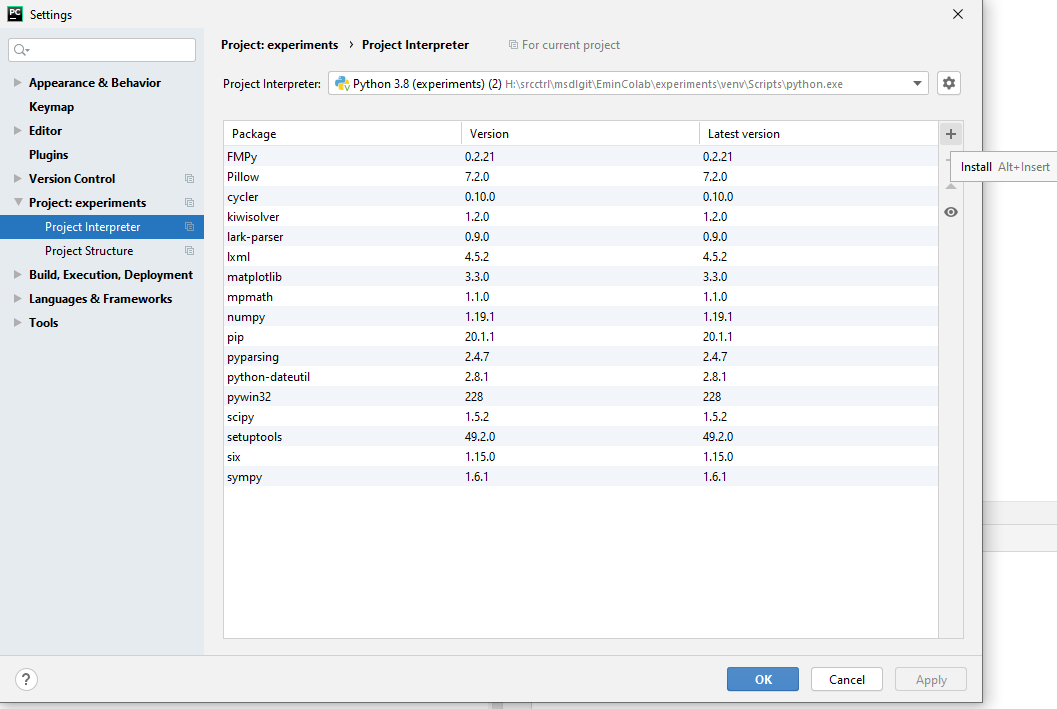 PC Settings
Project: experiments › Project Interpreter For current project
Appearance & Behavior
Keymap
Editor
Plugins
Version Control
Project: experiments
Project Interpreter
Project Structure
Build, Execution, Deployment
Languages & Frameworks
Tools
Project Interpreter: Python 3.8 (experiments) (2) H:\srcctrl\msdlgit\EminColab\experiments\venv\Scripts\python.exe
Package Version Latest version
FMPy 0.2.21 0.2.21
Pillow 7.2.0 7.2.0
cycler 0.10.0 0.10.0
kiwisolver 1.2.0 1.2.0
lark-parser 0.9.0 0.9.0
lxml 4.5.2 4.5.2
matplotlib 3.3.0 3.3.0
mpmath 1.1.0 1.1.0
numpy 1.19.1 1.19.1
pip 20.1.1 20.1.1
pyparsing 2.4.7 2.4.7
python-dateutil 2.8.1 2.8.1
pywin32 228 228
scipy 1.5.2 1.5.2
setuptools 49.2.0 49.2.0
six 1.15.0 1.15.0
sympy 1.6.1 1.6.1
Install Alt+Insert
? OK Cancel Apply